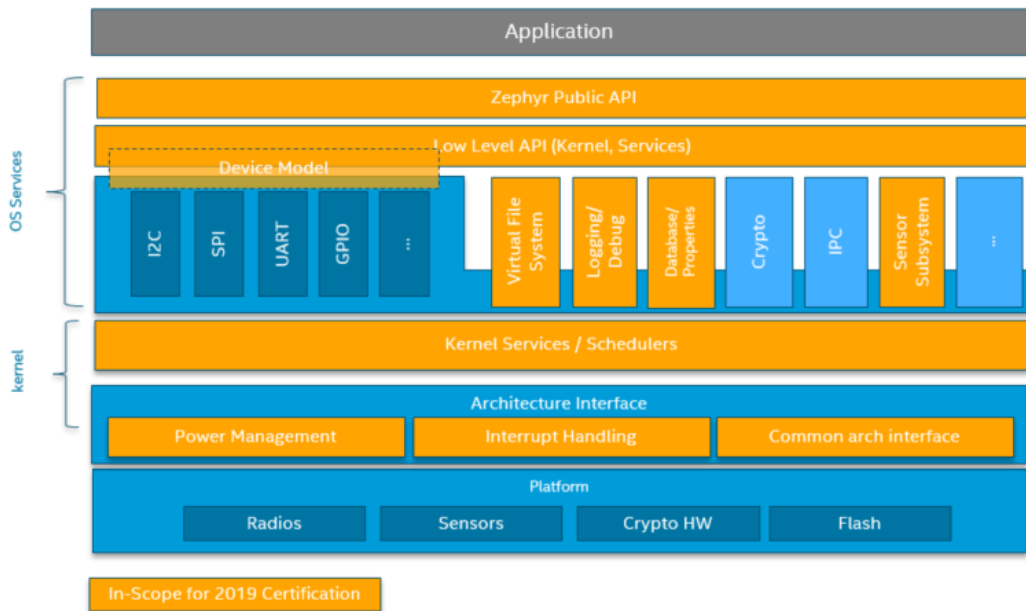 Application
OS Services
Zephyr Public API
Low Level API (Kernel, Services)
Device Model
I2C
SPI
UART
GPIO
...
Virtual File
System
Logging/
Debug
Database/
Properties
Crypto
IPC
Sensor
Subsystem
...
kernel
Kernel Services / Schedulers
Architecture Interface
Power Management
Interrupt Handling
Common arch interface
Platform
Radios
Sensors
Crypto HW
Flash
In-Scope for 2019 Certification